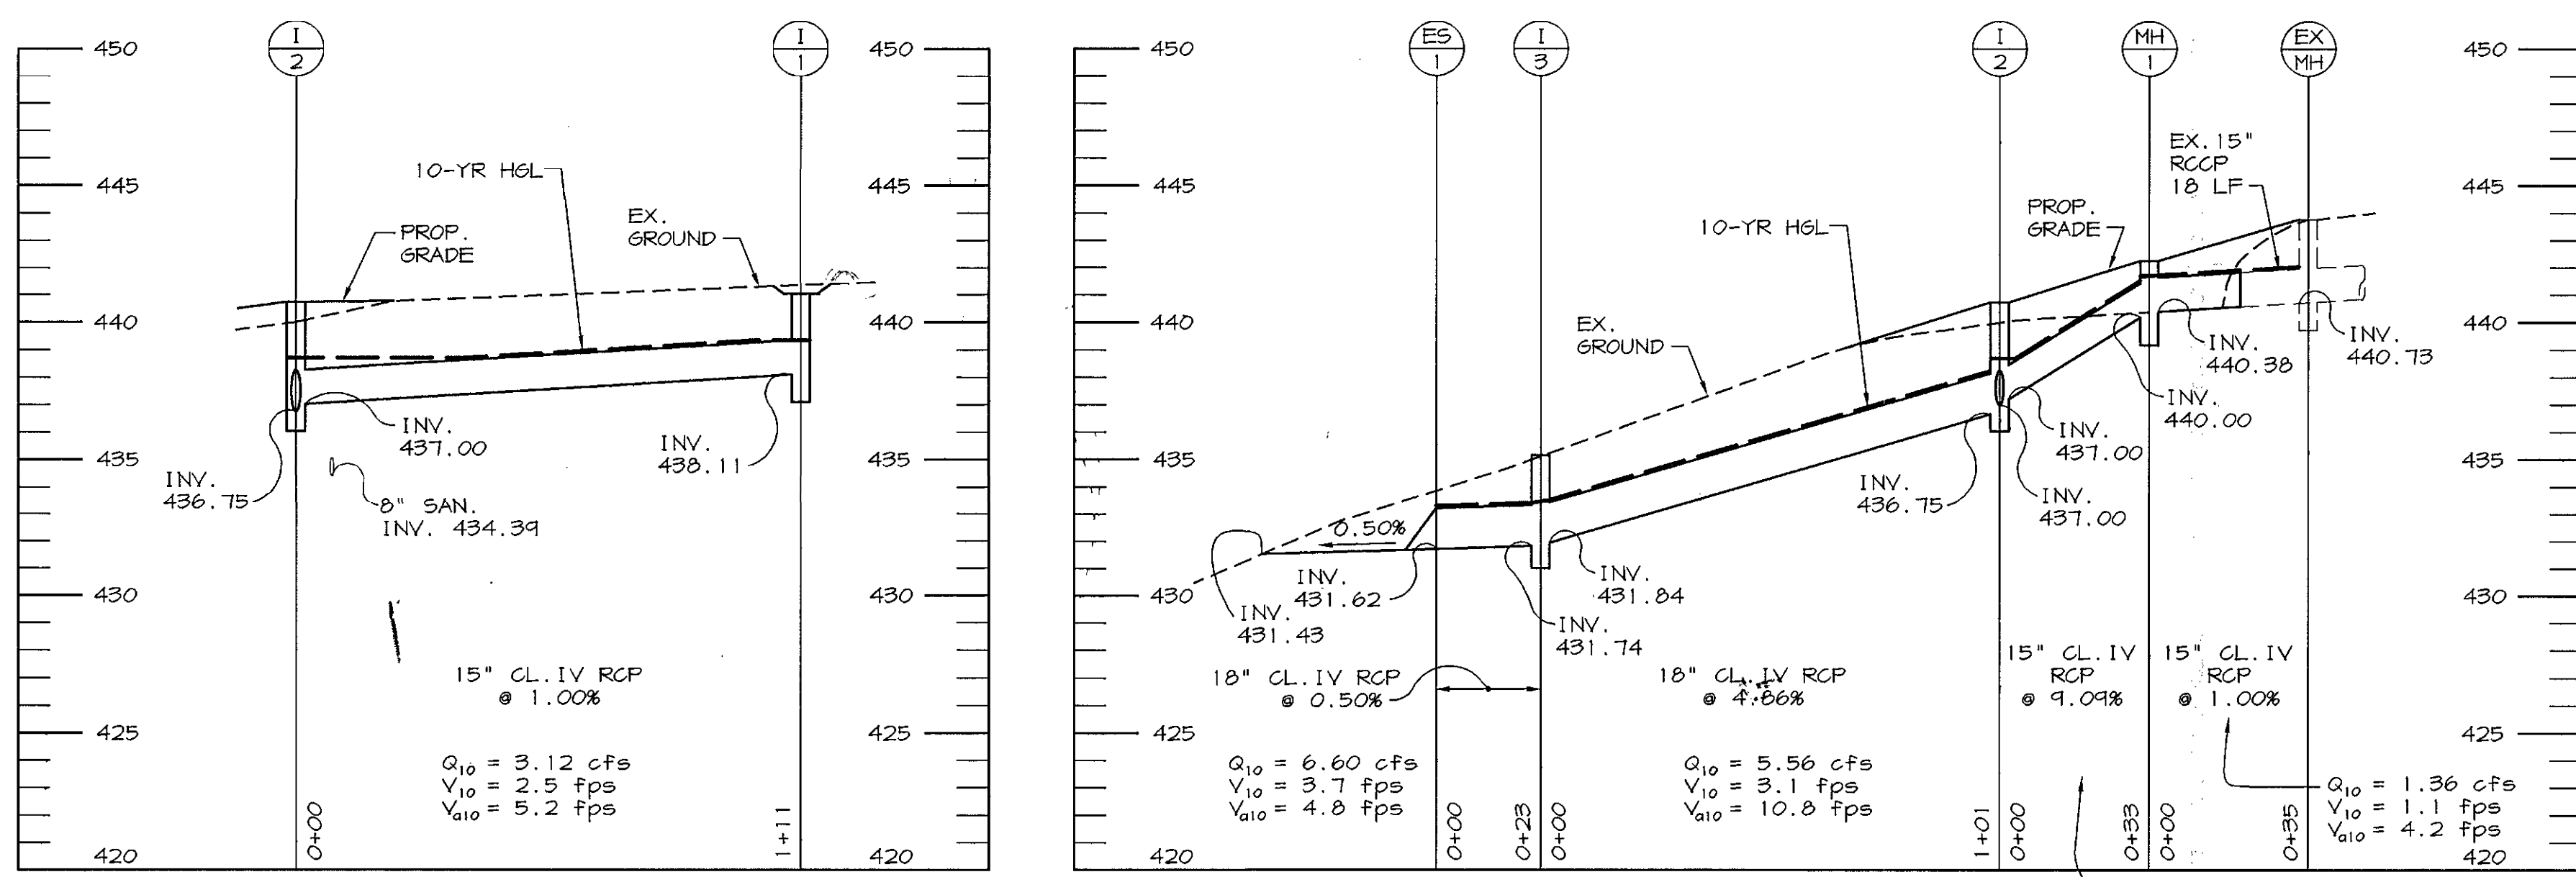 I
2
I
1
450
445
440
435
430
425
420
450
445
440
435
430
425
420
10-YR HGL
PROP.
GRADE
EX.
GROUND
INV.
437.00
INV.
436.75
INV.
438.11
8" SAN.
INV. 434.39
15" CL.IV RCP
@ 1.00%
Q10 = 3.12 cfs
V10 = 2.5 fps
Va10 = 5.2 fps
0+00
1+11
ES
1
I
3
I
2
MH
1
EX
MH
450
445
440
435
430
425
420
450
445
440
435
430
425
420
EX.15"
RCCP
18 LF
PROP.
GRADE
10-YR HGL
EX.
GROUND
INV.
440.38
INV.
440.73
INV.
440.00
INV.
437.00
INV.
437.00
INV.
436.75
0.50%
INV.
431.62
INV.
431.84
INV.
431.43
INV.
431.74
18" CL.IV RCP
@ 0.50%
18" CL.IV RCP
@ 4.86%
15" CL.IV
RCP
@ 9.09%
15" CL.IV
RCP
@ 1.00%
Q10 = 6.60 cfs
V10 = 3.7 fps
Va10 = 4.8 fps
Q10 = 5.56 cfs
V10 = 3.1 fps
Va10 = 10.8 fps
Q10 = 1.36 cfs
V10 = 1.1 fps
Va10 = 4.2 fps
0+00
0+23
0+00
1+01
0+00
0+33
0+00
0+35